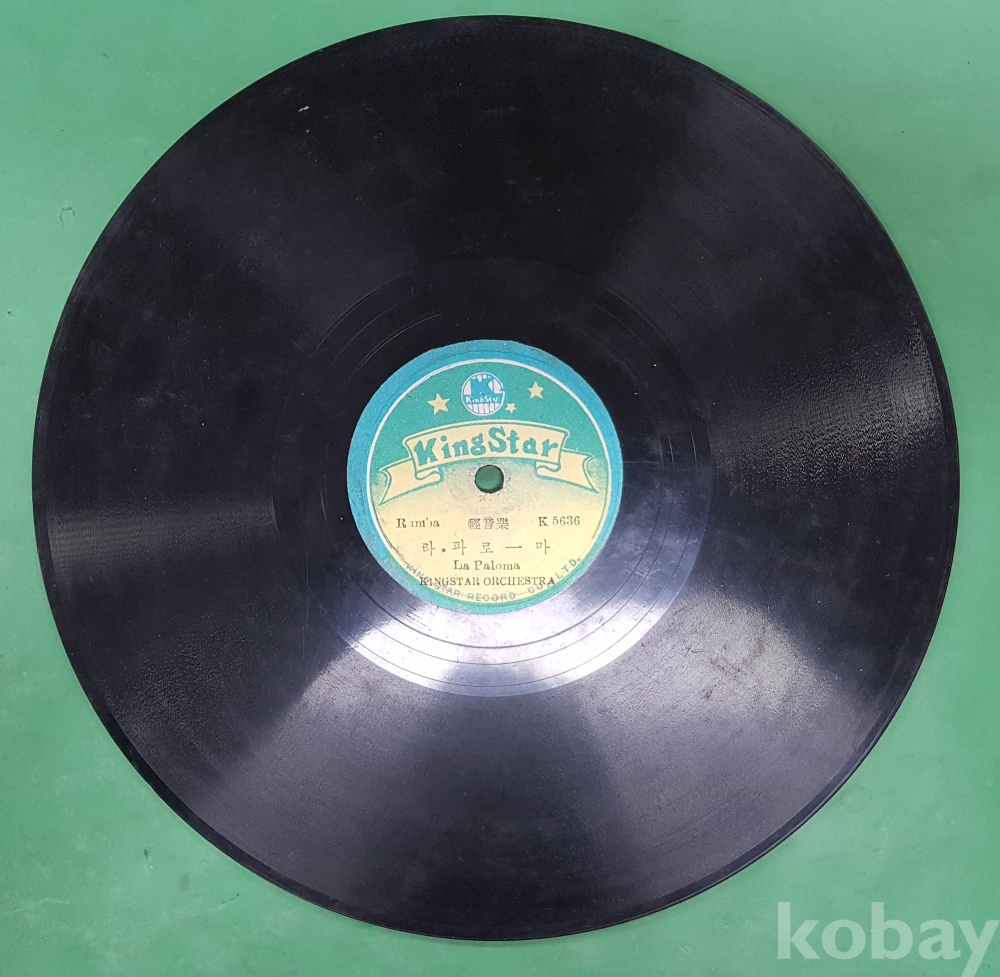 K
KingStar
KingStar
Rumba 輕音樂 K 5636
라.파 로 ー 마
La Paloma
KINGSTAR ORCHESTRA
KINGSTAR RECORD CO. LTD.
kobay